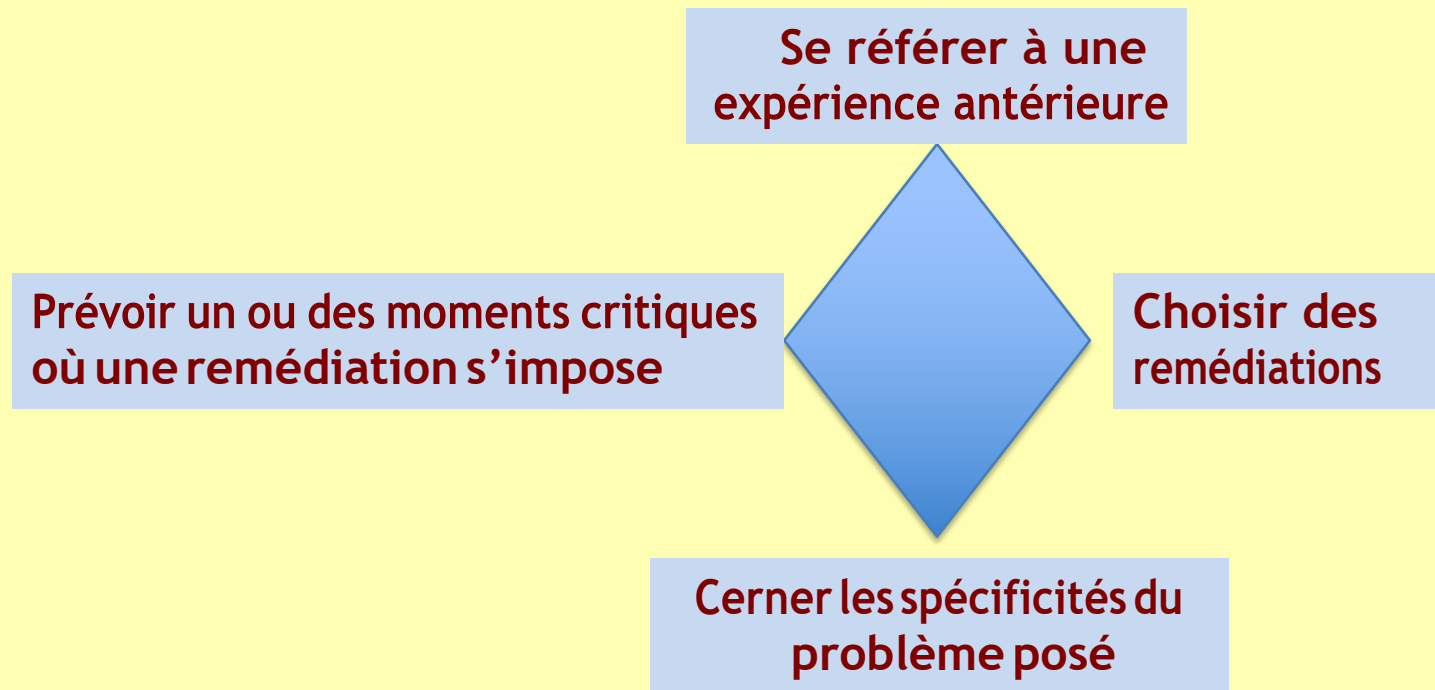 Se référer à une
expérience antérieure
Prévoir un ou des moments critiques
où une remédiation s’impose
Choisir des
remédiations
Cerner les spécificités du
problème posé